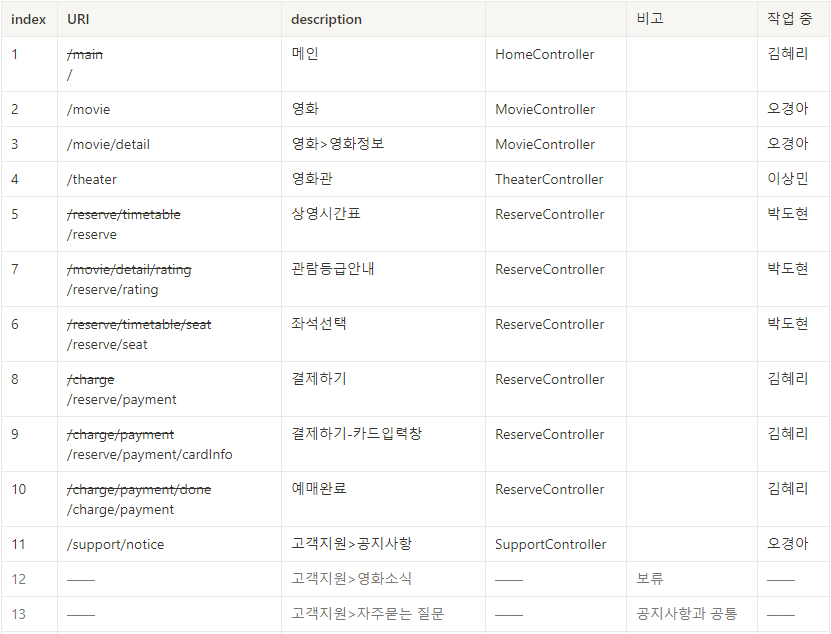 index URI description 비고 작업 중
1 /main 메인 HomeController 김혜리
/
2 /movie 영화 MovieController 오경아
3 /movie/detail 영화>영화정보 MovieController 오경아
4 /theater 영화관 TheaterController 이상민
5 /reserve/timetable 상영시간표 ReserveController 박도현
/reserve
7 /movie/detail/rating 관람등급안내 ReserveController 박도현
/reserve/rating
6 /reserve/timetable/seat 좌석선택 ReserveController 박도현
/reserve/seat
8 /charge 결제하기 ReserveController 김혜리
/reserve/payment
9 /charge/payment 결제하기-카드입력창 ReserveController 김혜리
/reserve/payment/cardInfo
10 /charge/payment/done 예매완료 ReserveController 김혜리
/charge/payment
11 /support/notice 고객지원>공지사항 SupportController 오경아
12 —— 고객지원>영화소식 —— 보류 ——
13 —— 고객지원>자주묻는 질문 —— 공지사항과 공통 ——